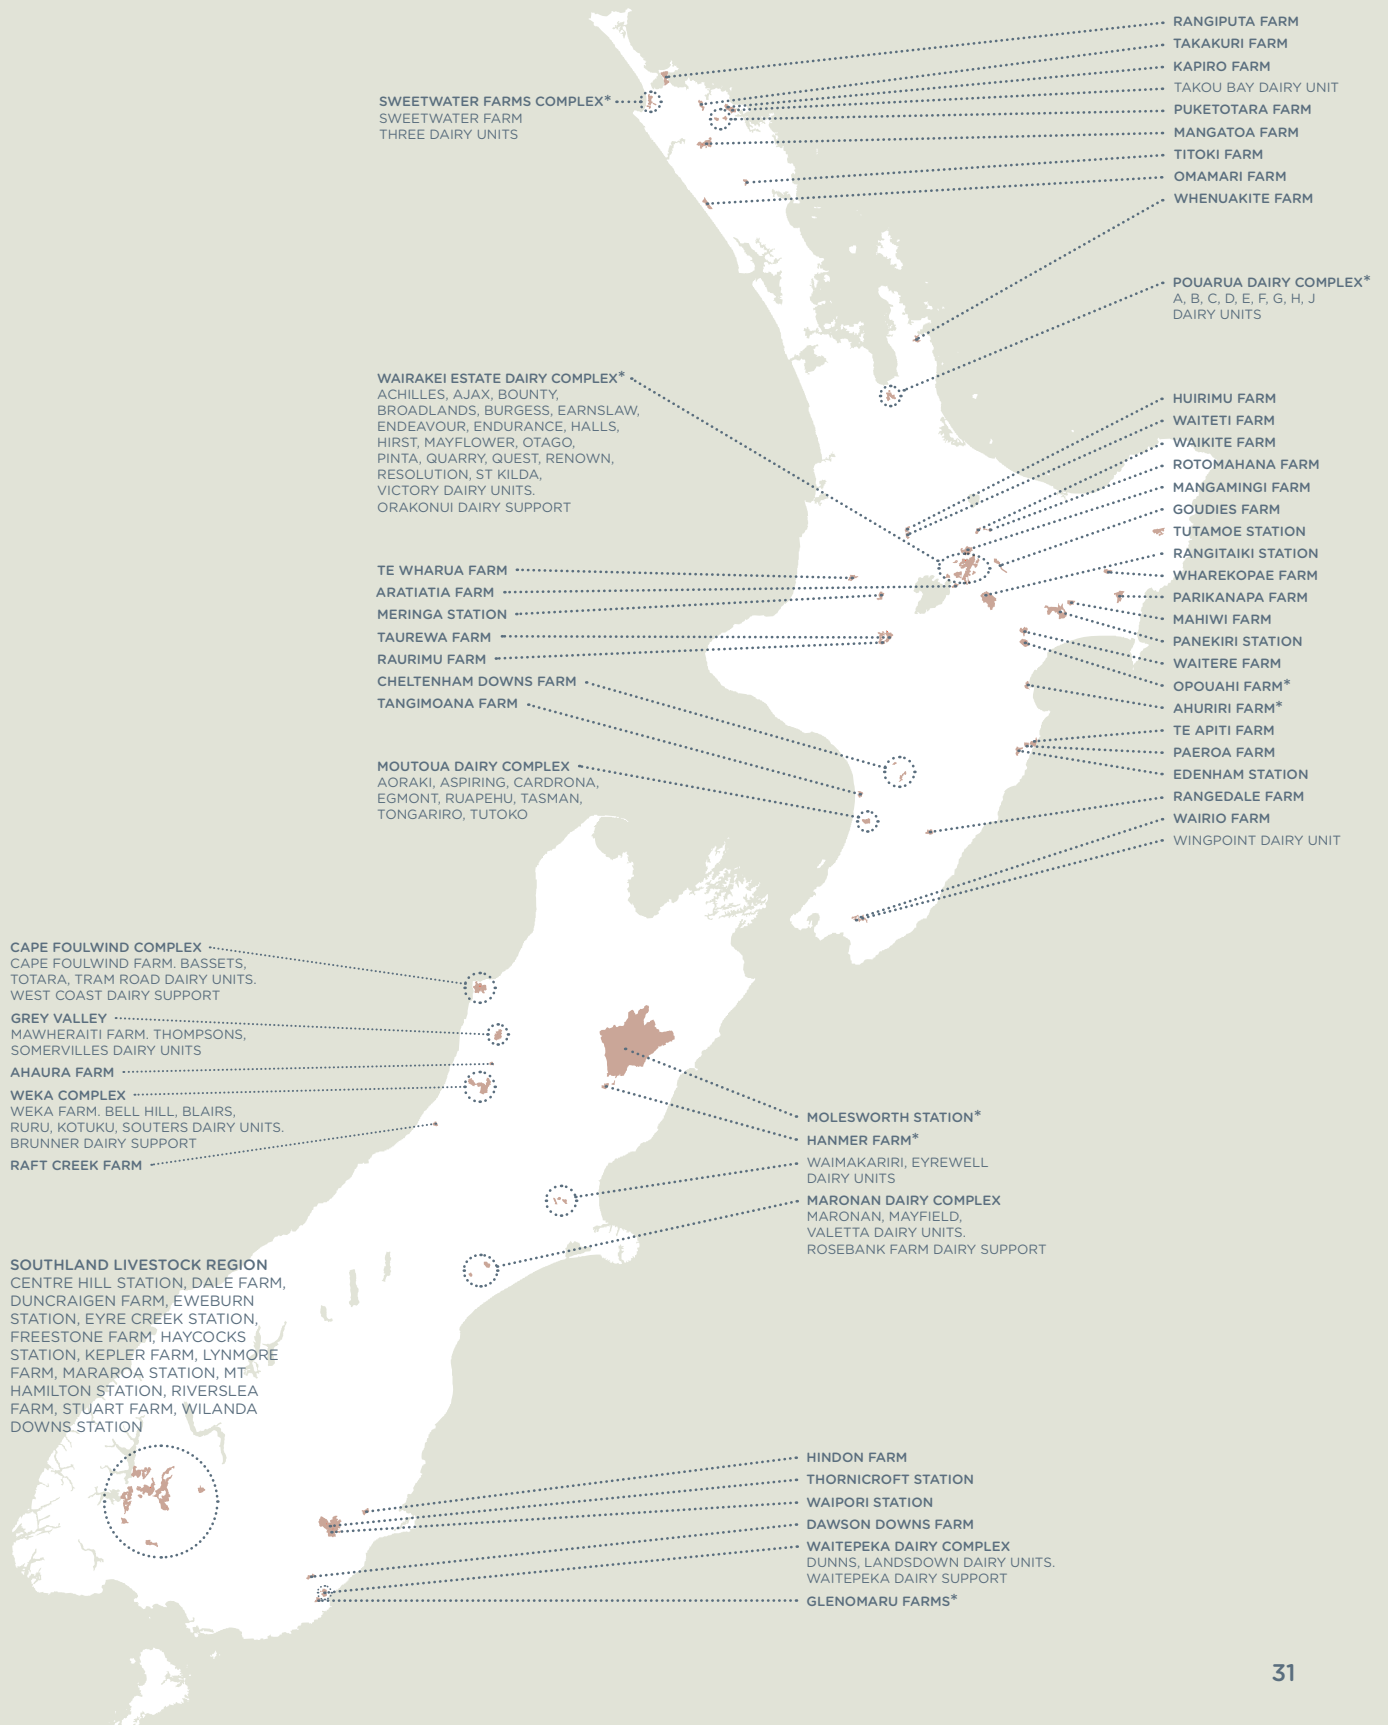 RANGIPUTA FARM
TAKAKURI FARM
KAPIRO FARM
TAKOU BAY DAIRY UNIT
PUKETOTARA FARM
MANGATOA FARM
TITOKI FARM
OMAMARI FARM
WHENUAKITE FARM
SWEETWATER FARMS COMPLEX*
SWEETWATER FARM
THREE DAIRY UNITS
POUARUA DAIRY COMPLEX*
A, B, C, D, E, F, G, H, J
DAIRY UNITS
WAIRAKEI ESTATE DAIRY COMPLEX*
ACHILLES, AJAX, BOUNTY,
BROADLANDS, BURGESS, EARNSLAW,
ENDEAVOUR, ENDURANCE, HALLS,
HIRST, MAYFLOWER, OTAGO,
PINTA, QUARRY, QUEST, RENOWN,
RESOLUTION, ST KILDA,
VICTORY DAIRY UNITS.
ORAKONUI DAIRY SUPPORT
HUIRIMU FARM
WAITETI FARM
WAIKITE FARM
ROTOMAHANA FARM
MANGAMINGI FARM
GOUDIES FARM
TUTAMOE STATION
RANGITAIKI STATION
WHAREKOPAE FARM
PARIKANAPA FARM
MAHIWI FARM
PANEKIRI STATION
WAITERE FARM
OPOUAHI FARM*
AHURIRI FARM*
TE APITI FARM
PAEROA FARM
EDENHAM STATION
RANGEDALE FARM
WAIRIO FARM
WINGPOINT DAIRY UNIT
TE WHARUA FARM
ARATIATIA FARM
MERINGA STATION
TAUREWA FARM
RAURIMU FARM
CHELTENHAM DOWNS FARM
TANGIMOANA FARM
MOUTOUA DAIRY COMPLEX
AORAKI, ASPIRING, CARDRONA,
EGMONT, RUAPEHU, TASMAN,
TONGARIRO, TUTOKO
CAPE FOULWIND COMPLEX
CAPE FOULWIND FARM. BASSETS,
TOTARA, TRAM ROAD DAIRY UNITS.
WEST COAST DAIRY SUPPORT
GREY VALLEY
MAWHERAITI FARM. THOMPSONS,
SOMERVILLES DAIRY UNITS
AHAURA FARM
WEKA COMPLEX
WEKA FARM. BELL HILL, BLAIRS,
RURU, KOTUKU, SOUTERS DAIRY UNITS.
BRUNNER DAIRY SUPPORT
RAFT CREEK FARM
MOLESWORTH STATION*
HANMER FARM*
WAIMAKARIRI, EYREWELL
DAIRY UNITS
MARONAN DAIRY COMPLEX
MARONAN, MAYFIELD,
VALETTA DAIRY UNITS.
ROSEBANK FARM DAIRY SUPPORT
SOUTHLAND LIVESTOCK REGION
CENTRE HILL STATION, DALE FARM,
DUNCRAIGEN FARM, EWEBURN
STATION, EYRE CREEK STATION,
FREESTONE FARM, HAYCOCKS
STATION, KEPLER FARM, LYNMORE
FARM, MARAROA STATION, MT
HAMILTON STATION, RIVERSLEA
FARM, STUART FARM, WILANDA
DOWNS STATION
HINDON FARM
THORNICROFT STATION
WAIPORI STATION
DAWSON DOWNS FARM
WAITEPEKA DAIRY COMPLEX
DUNNS, LANDSDOWN DAIRY UNITS.
WAITEPEKA DAIRY SUPPORT
GLENOMARU FARMS*
31